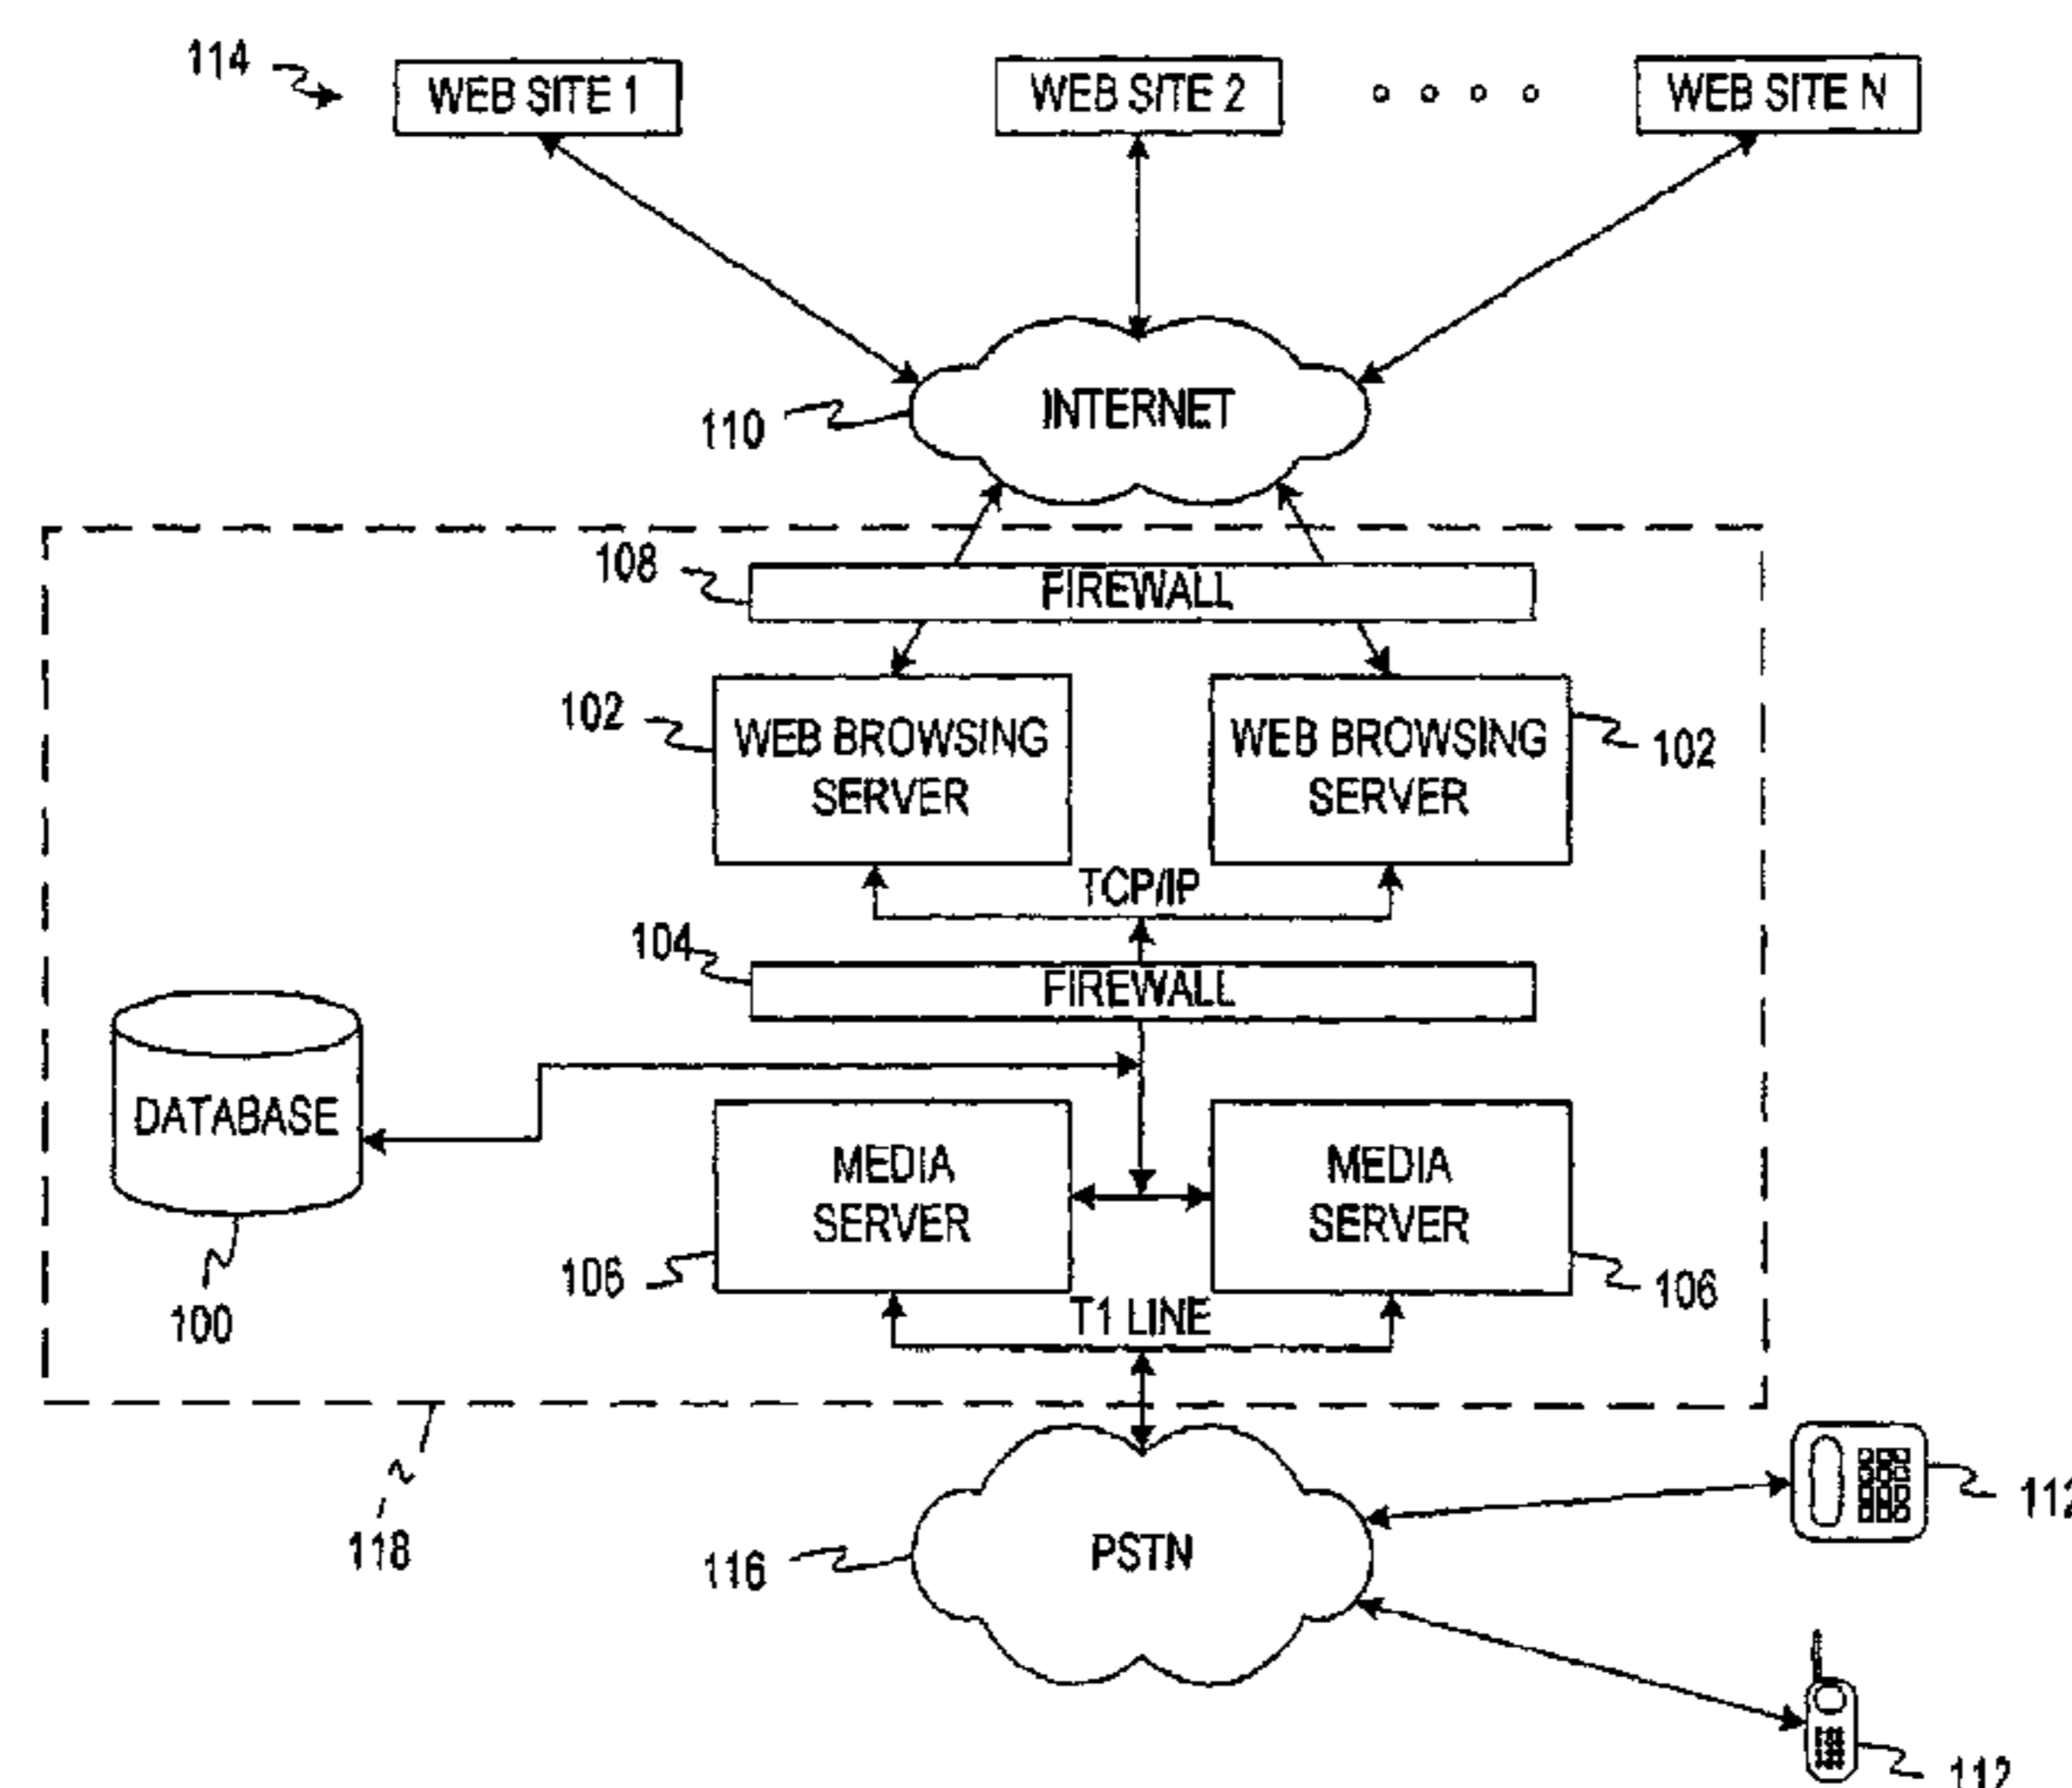 114
WEB SITE 1
WEB SITE 2
WEB SITE N
110
INTERNET
108
FIREWALL
102
WEB BROWSING
SERVER
WEB BROWSING
SERVER
102
TCP/IP
104
FIREWALL
DATABASE
100
MEDIA
SERVER
MEDIA
SERVER
106
106
T1 LINE
118
116
PSTN
112
112